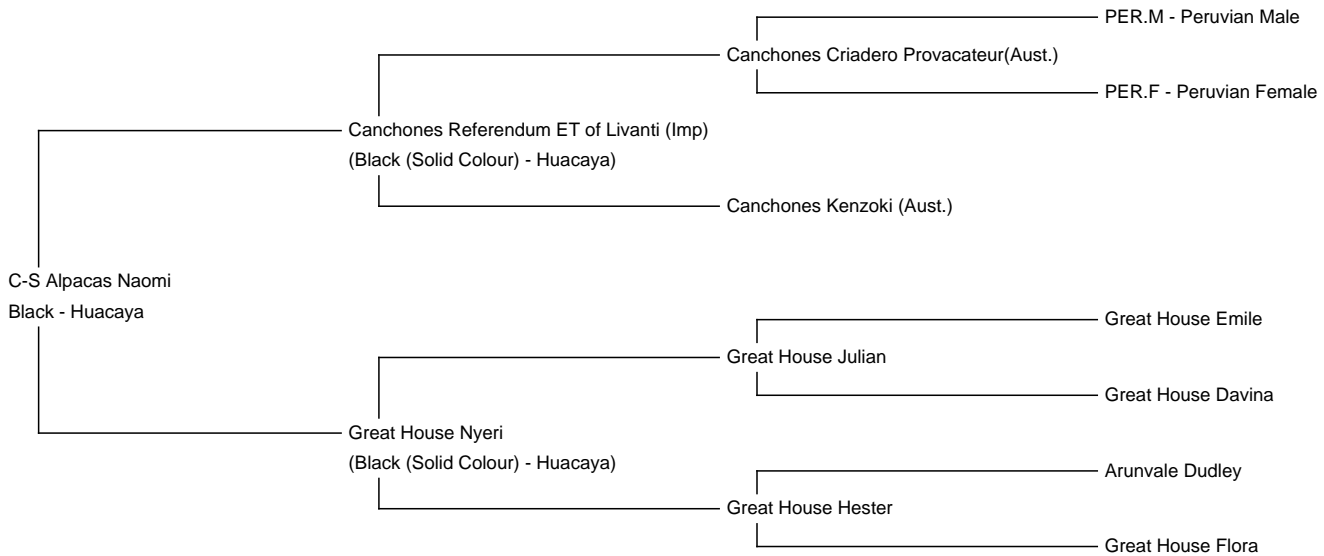 PER.M - Peruvian Male
Canchones Criadero Provacateur(Aust.)
PER.F - Peruvian Female
Canchones Referendum ET of Livanti (Imp)
(Black (Solid Colour) - Huacaya)
Canchones Kenzoki (Aust.)
C-S Alpacas Naomi
Black - Huacaya
Great House Emile
Great House Julian
Great House Davina
Great House Nyeri
(Black (Solid Colour) - Huacaya)
Arunvale Dudley
Great House Hester
Great House Flora